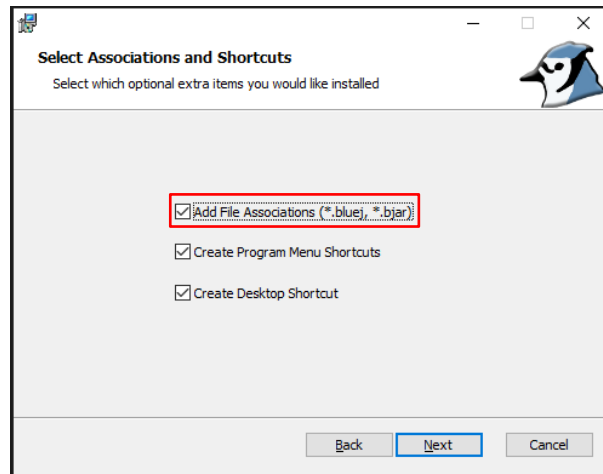 Select Associations and Shortcuts
Select which optional extra items you would like installed
Add File Associations (*.bluej, *.bjar)
Create Program Menu Shortcuts
Create Desktop Shortcut
Back Next Cancel